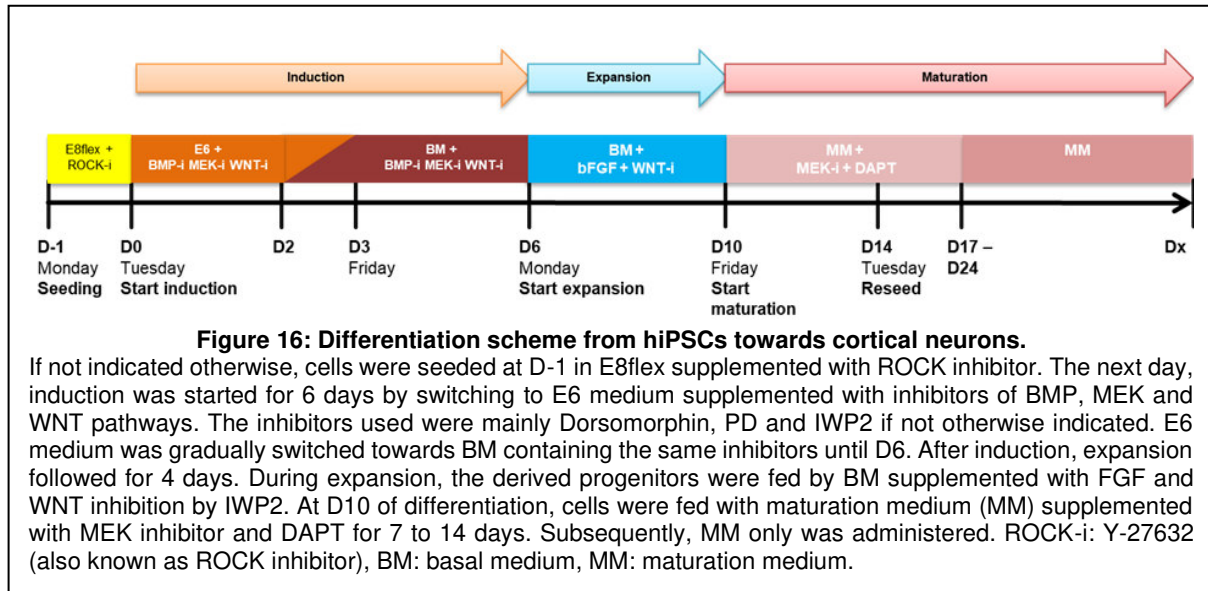 Induction
Expansion
Maturation
E8flex +
ROCK-i
E6 +
BMP-i MEK-i WNT-i
BM +
BMP-i MEK-i WNT-i
BM +
bFGF + WNT-i
MM +
MEK-i + DAPT
MM
D-1
Monday
Seeding
D0
Tuesday
Start induction
D2
D3
Friday
D6
Monday
Start expansion
D10
Friday
Start
maturation
D14
Tuesday
Reseed
D17 –
D24
Dx
Figure 16: Differentiation scheme from hiPSCs towards cortical neurons.
If not indicated otherwise, cells were seeded at D-1 in E8flex supplemented with ROCK inhibitor. The next day,
induction was started for 6 days by switching to E6 medium supplemented with inhibitors of BMP, MEK and
WNT pathways. The inhibitors used were mainly Dorsomorphin, PD and IWP2 if not otherwise indicated. E6
medium was gradually switched towards BM containing the same inhibitors until D6. After induction, expansion
followed for 4 days. During expansion, the derived progenitors were fed by BM supplemented with FGF and
WNT inhibition by IWP2. At D10 of differentiation, cells were fed with maturation medium (MM) supplemented
with MEK inhibitor and DAPT for 7 to 14 days. Subsequently, MM only was administered. ROCK-i: Y-27632
(also known as ROCK inhibitor), BM: basal medium, MM: maturation medium.